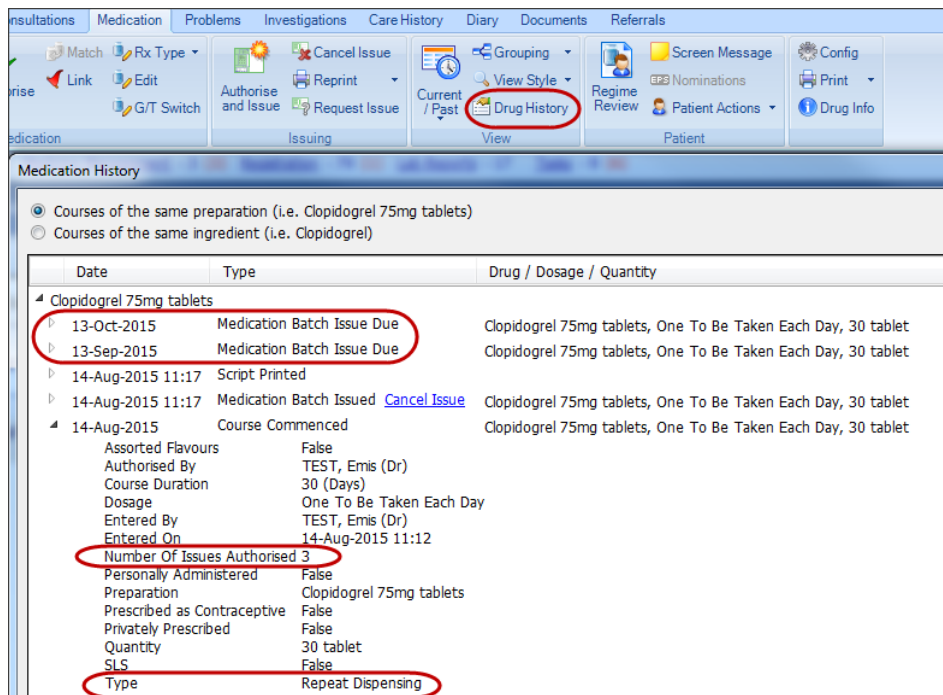 onsultations Medication Problems Investigations Care History Diary Documents Referrals
Match Rx Type Cancel Issue Grouping Screen Message Config
orise Link Edit Authorise and Issue Reprint Current / Past View Style Regime Review Nominations Print
G/T Switch Request Issue Drug History Patient Actions Drug Info
edication Issuing View Patient
Medication History
Courses of the same preparation (i.e. Clopidogrel 75mg tablets)
Courses of the same ingredient (i.e. Clopidogrel)
Date Type Drug / Dosage / Quantity
Clopidogrel 75mg tablets
13-Oct-2015 Medication Batch Issue Due Clopidogrel 75mg tablets, One To Be Taken Each Day, 30 tablet
13-Sep-2015 Medication Batch Issue Due Clopidogrel 75mg tablets, One To Be Taken Each Day, 30 tablet
14-Aug-2015 11:17 Script Printed
14-Aug-2015 11:17 Medication Batch Issued Cancel Issue Clopidogrel 75mg tablets, One To Be Taken Each Day, 30 tablet
14-Aug-2015 Course Commenced Clopidogrel 75mg tablets, One To Be Taken Each Day, 30 tablet
Assorted Flavours False
Authorised By TEST, Emis (Dr)
Course Duration 30 (Days)
Dosage One To Be Taken Each Day
Entered By TEST, Emis (Dr)
Entered On 14-Aug-2015 11:12
Number Of Issues Authorised 3
Personally Administered False
Preparation Clopidogrel 75mg tablets
Prescribed as Contraceptive False
Privately Prescribed False
Quantity 30 tablet
SLS False
Type Repeat Dispensing